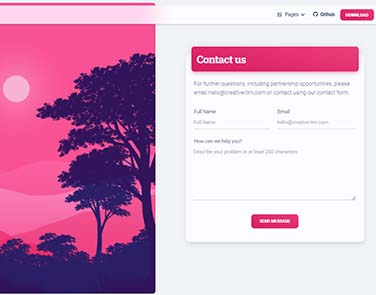 Pages
Github
DOWNLOAD
Contact us
For further questions, including partnership opportunities, please
email hello@creative-tim.com or contact using our contact form.
Full Name Email
Full Name hello@creative-tim.com
How can we help you?
Describe your problem in at least 250 characters
SEND MESSAGE